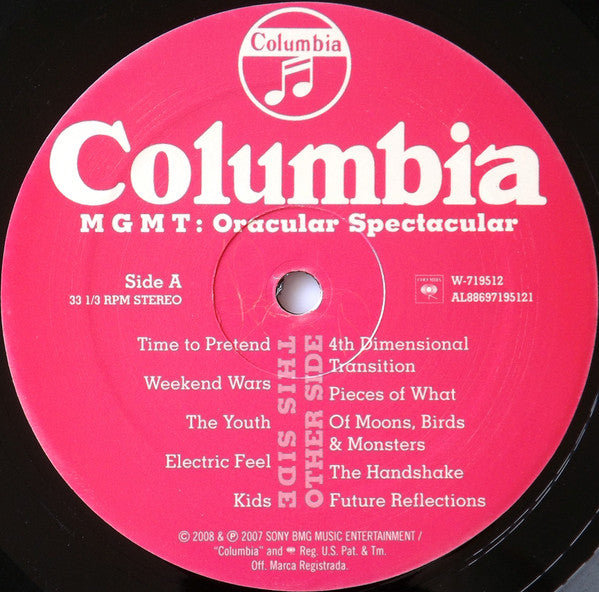 Columbia
Columbia
MGMT: Oracular Spectacular
Side A
33 1/3 RPM STEREO
COLUMBIA
W-719512
AL88697195121
THIS SIDE
Time to Pretend
Weekend Wars
The Youth
Electric Feel
Kids
OTHER SIDE
4th Dimensional
Transition
Pieces of What
Of Moons, Birds
& Monsters
The Handshake
Future Reflections
© 2008 & ℗ 2007 SONY BMG MUSIC ENTERTAINMENT /
"Columbia" and Reg. U.S. Pat. & Tm.
Off. Marca Registrada.